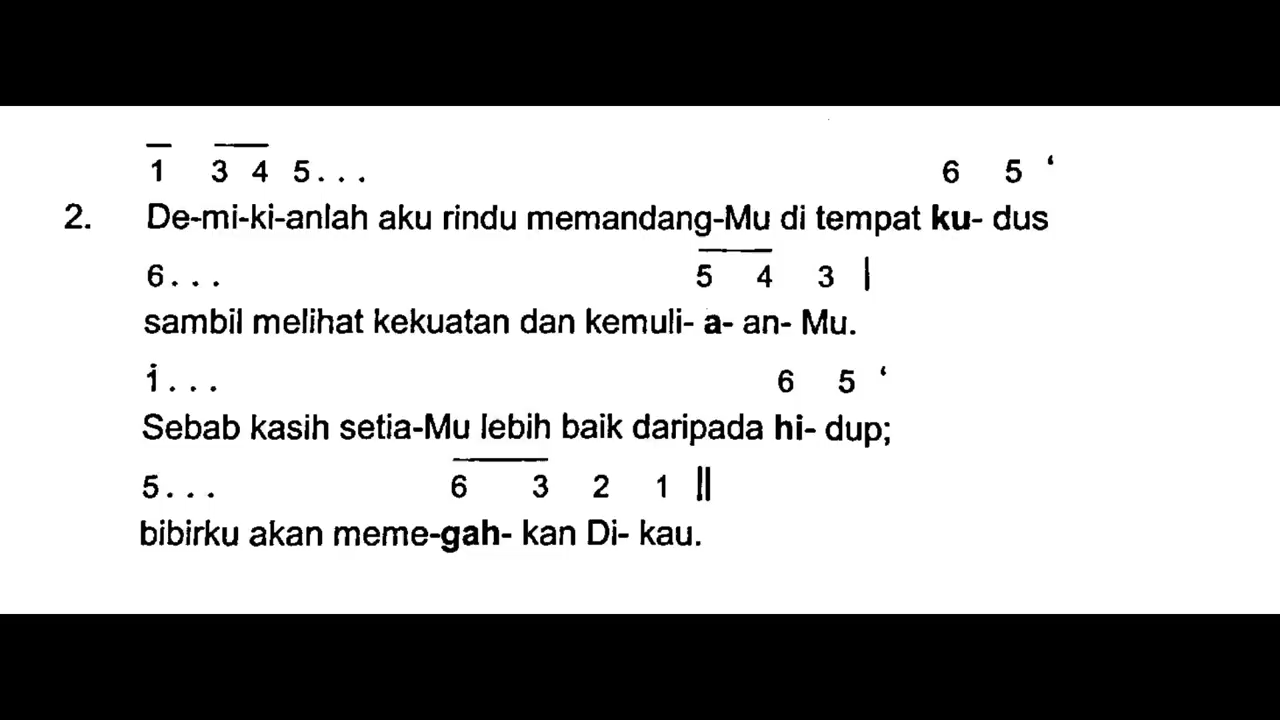 1 3 4 5... 6 5 ‘
2. De-mi-ki-anlah aku rindu memandang-Mu di tempat ku- dus
6... 5 4 3 |
sambil melihat kekuatan dan kemuli- a- an- Mu.
i... 6 5 ‘
Sebab kasih setia-Mu lebih baik daripada hi- dup;
5... 6 3 2 1 ||
bibirku akan meme-gah- kan Di- kau.